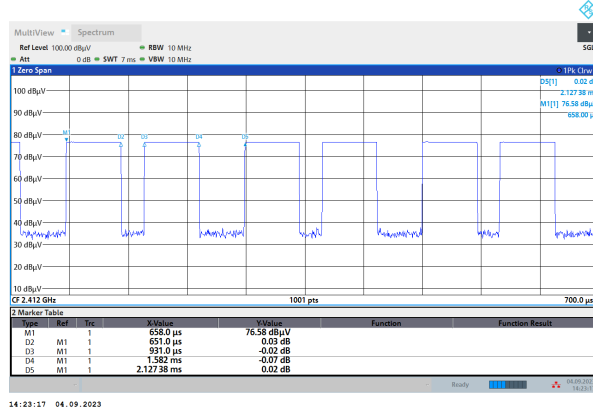 MultiView Spectrum
Ref Level 100.00 dBµV RBW 10 MHz SGL
Att 0 dB SWT 7 ms VBW 10 MHz
1 Zero Span 1Pk Clrw
D5[1] 0.02 d
2.127 38 m
M1[1] 76.58 dBµ
658.00 µ
100 dBµV
90 dBµV
80 dBµV
M1 D2 D3 D4 D5
70 dBµV
60 dBµV
50 dBµV
40 dBµV
30 dBµV
20 dBµV
10 dBµV
CF 2.412 GHz 1001 pts 700.0 µs
2 Marker Table
Type Ref Trc X-Value Y-Value Function Function Result
M1 1 658.0 µs 76.58 dBµV
D2 M1 1 651.0 µs 0.03 dB
D3 M1 1 931.0 µs -0.02 dB
D4 M1 1 1.582 ms -0.07 dB
D5 M1 1 2.127 38 ms 0.02 dB
Ready 04.09.202
14:23:1
14:23:17 04.09.2023